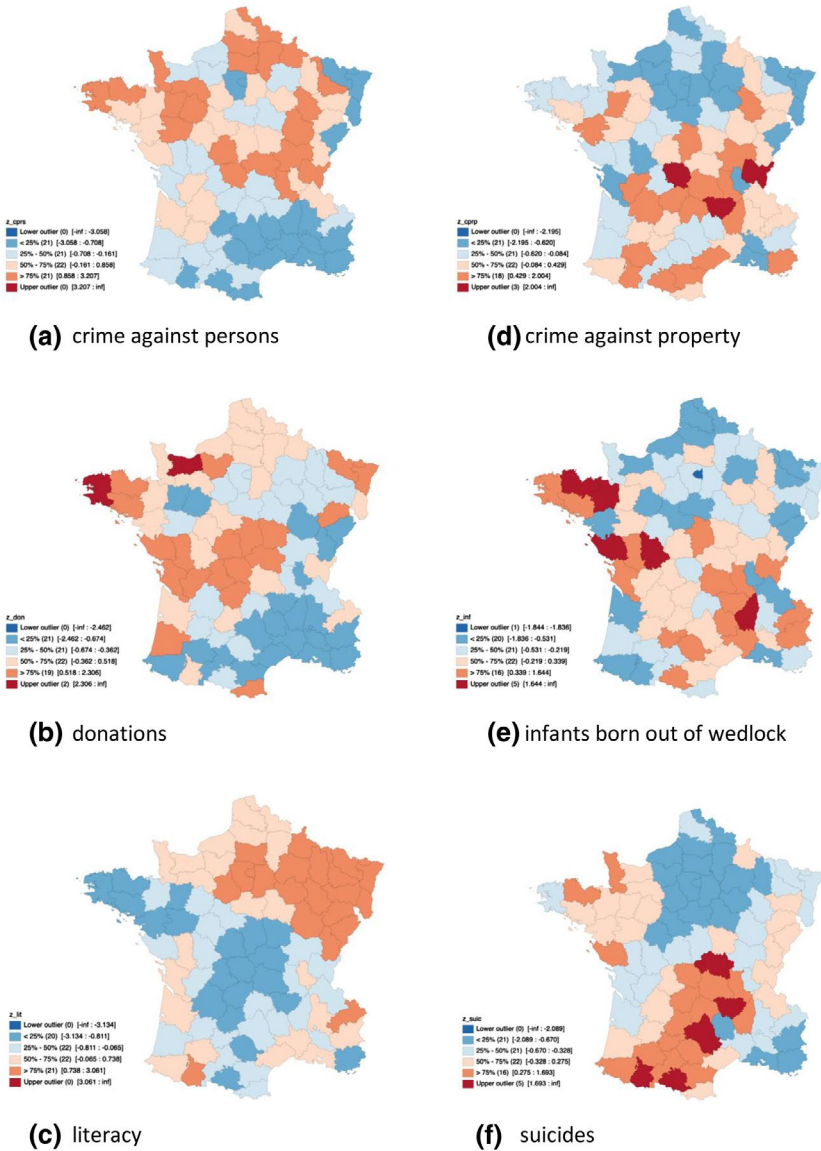 z_cprs
Lower outlier (0) [-inf : -3.058]
< 25% (21) [-3.058 : -0.708]
25% - 50% (21) [-0.708 : -0.161]
50% - 75% (22) [-0.161 : 0.858]
> 75% (21) [0.858 : 3.207]
Upper outlier (0) [3.207 : inf]
(a) crime against persons
z_cprp
Lower outlier (0) [-inf : -2.195]
< 25% (21) [-2.195 : -0.620]
25% - 50% (21) [-0.620 : -0.084]
50% - 75% (22) [-0.084 : 0.429]
> 75% (18) [0.429 : 2.004]
Upper outlier (3) [2.004 : inf]
(d) crime against property
z_don
Lower outlier (0) [-inf : -2.462]
< 25% (21) [-2.462 : -0.674]
25% - 50% (21) [-0.674 : -0.362]
50% - 75% (22) [-0.362 : 0.518]
> 75% (19) [0.518 : 2.306]
Upper outlier (2) [2.306 : inf]
(b) donations
z_inf
Lower outlier (1) [-1.844 : -1.836]
< 25% (20) [-1.836 : -0.531]
25% - 50% (21) [-0.531 : -0.219]
50% - 75% (22) [-0.219 : 0.339]
> 75% (16) [0.339 : 1.644]
Upper outlier (5) [1.644 : inf]
(e) infants born out of wedlock
z_lit
Lower outlier (0) [-inf : -3.134]
< 25% (20) [-3.134 : -0.811]
25% - 50% (22) [-0.811 : -0.065]
50% - 75% (22) [-0.065 : 0.738]
> 75% (21) [0.738 : 3.061]
Upper outlier (0) [3.061 : inf]
(c) literacy
z_suic
Lower outlier (0) [-inf : -2.089]
< 25% (21) [-2.089 : -0.670]
25% - 50% (21) [-0.670 : -0.328]
50% - 75% (22) [-0.328 : 0.275]
> 75% (16) [0.275 : 1.693]
Upper outlier (5) [1.693 : inf]
(f) suicides